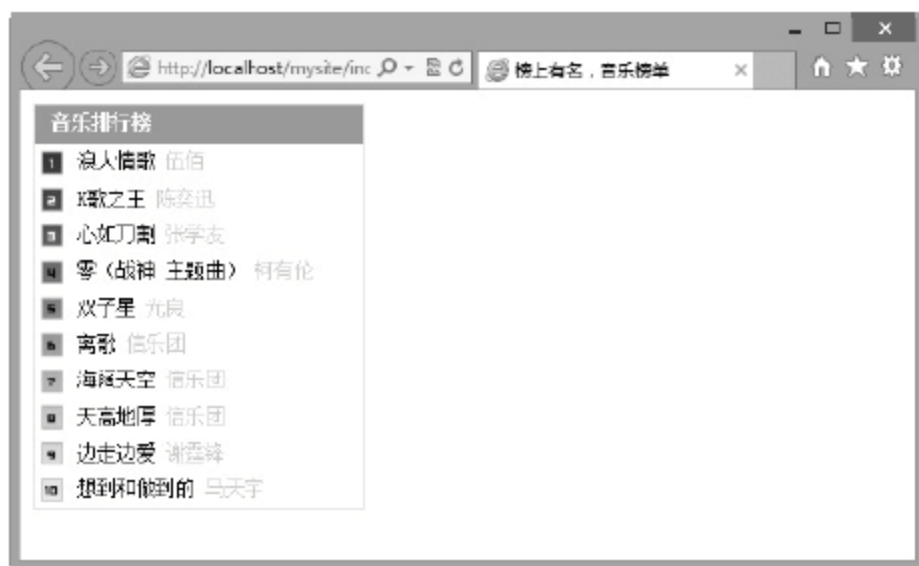 http://localhost/mysite/inc
榜上有名，音乐榜单
音乐排行榜
1 浪人情歌 伍佰
2 K歌之王 陈奕迅
3 心如刀割 张学友
4 零（战神 主题曲） 柯有伦
5 双子星 光良
6 离歌 信乐团
7 海阔天空 信乐团
8 天高地厚 信乐团
9 边走边爱 谢霆锋
10 想到和做到的 马天宇